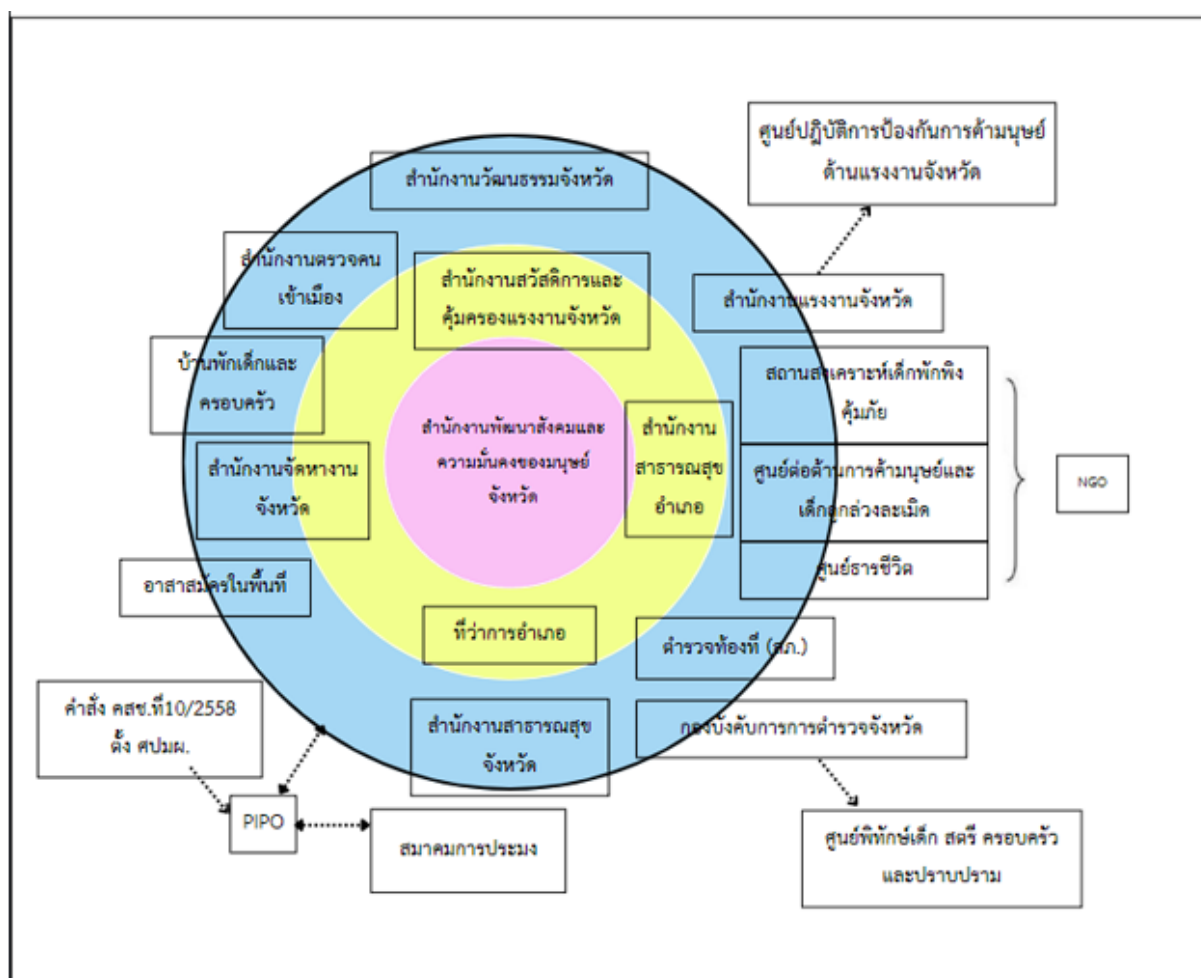 ศูนย์ปฏิบัติการป้องกันการค้ามนุษย์
ด้านแรงงานจังหวัด
สำนักงานวัฒนธรรมจังหวัด
สำนักงานตรวจคน
เข้าเมือง
สำนักงานสวัสดิการและ
คุ้มครองแรงงานจังหวัด
สำนักงานแรงงานจังหวัด
บ้านพักเด็กและ
ครอบครัว
สถานสงเคราะห์เด็กพักพิง
คุ้มภัย
สำนักงานพัฒนาสังคมและ
ความมั่นคงของมนุษย์
จังหวัด
สำนักงาน
สาธารณสุข
อำเภอ
สำนักงานจัดหางาน
จังหวัด
ศูนย์ต่อต้านการค้ามนุษย์และ
เด็กถูกล่วงละเมิด
NGO
ศูนย์ธารชีวิต
อาสาสมัครในพื้นที่
ที่ว่าการอำเภอ
ตำรวจท้องที่ (สภ.)
คำสั่ง คสช.ที่10/2558
ตั้ง ศปมผ.
สำนักงานสาธารณสุข
จังหวัด
กองบังคับการการตำรวจจังหวัด
PIPO
สมาคมการประมง
ศูนย์พิทักษ์เด็ก สตรี ครอบครัว
และปราบปราม